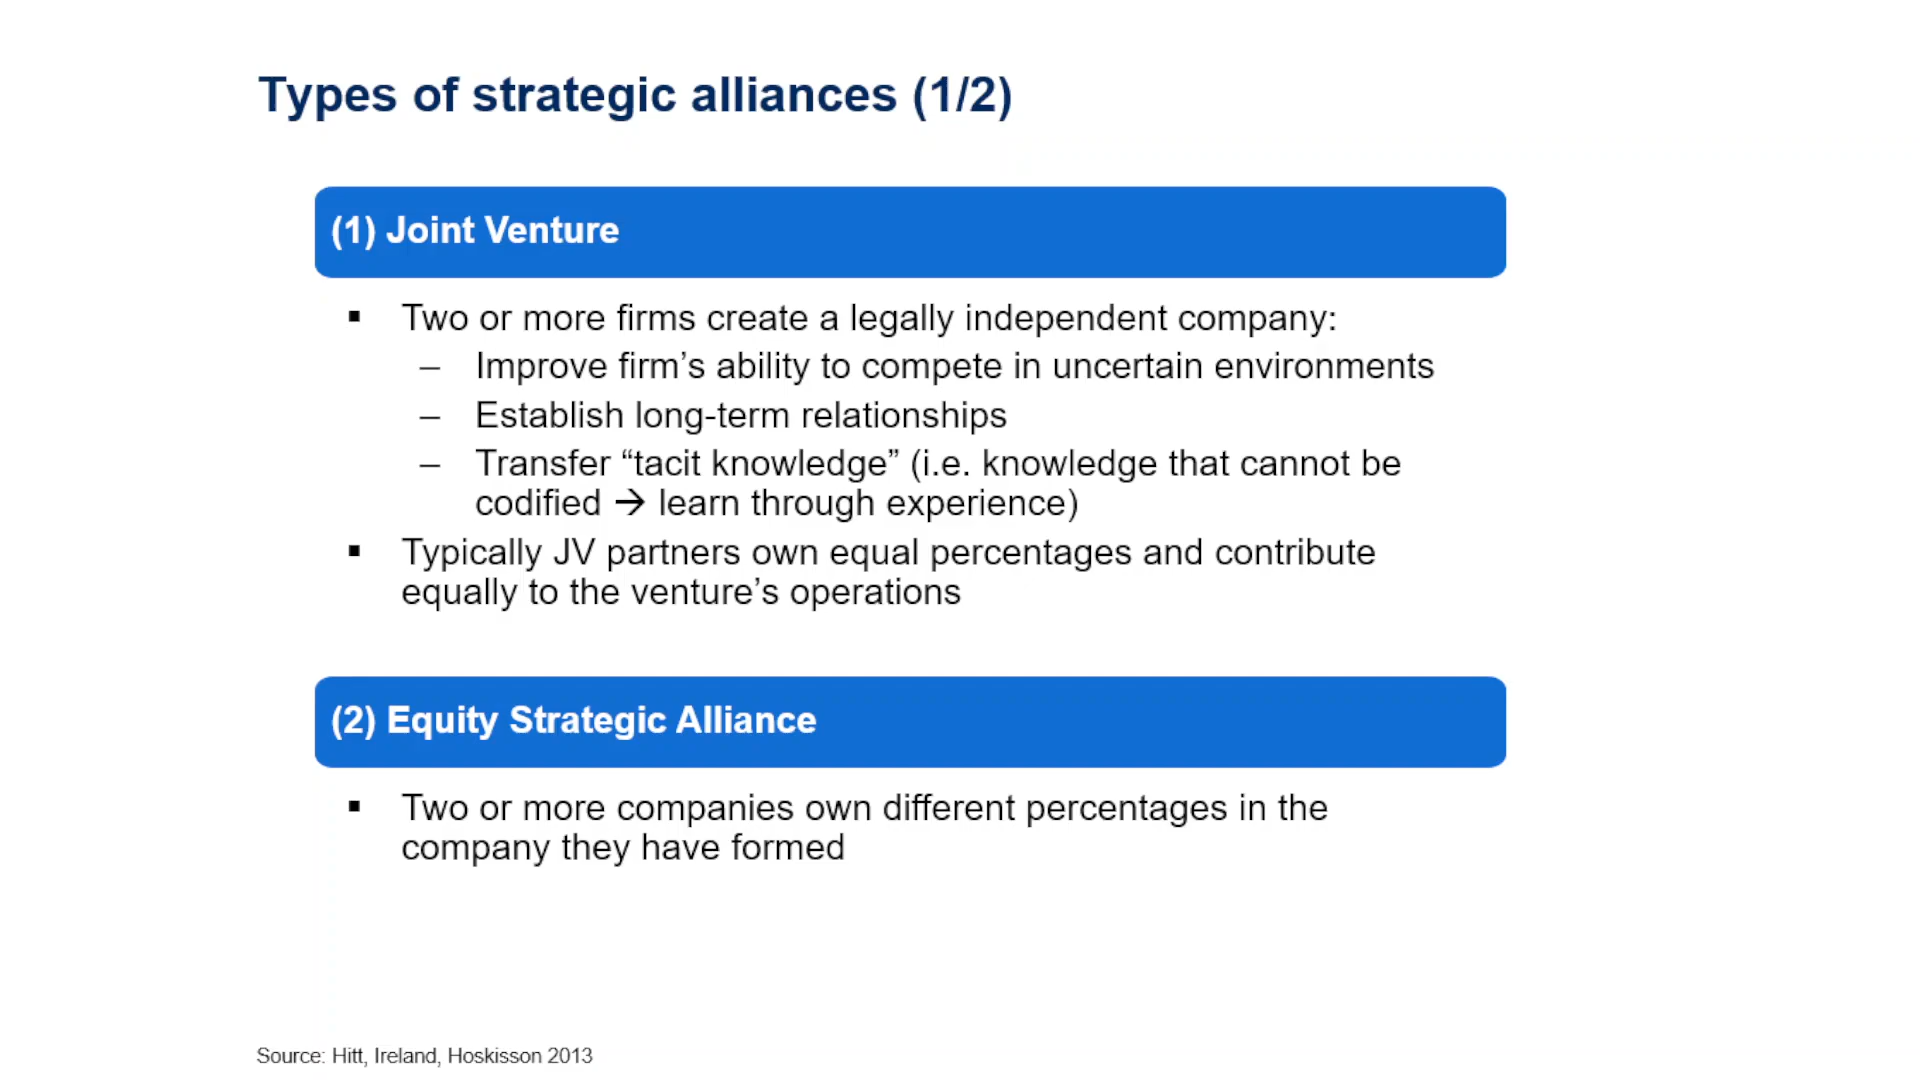 Types of strategic alliances (1/2)
(1) Joint Venture
▪ Two or more firms create a legally independent company:
– Improve firm’s ability to compete in uncertain environments
– Establish long-term relationships
– Transfer “tacit knowledge” (i.e. knowledge that cannot be
codified → learn through experience)
▪ Typically JV partners own equal percentages and contribute
equally to the venture’s operations
(2) Equity Strategic Alliance
▪ Two or more companies own different percentages in the
company they have formed
Source: Hitt, Ireland, Hoskisson 2013